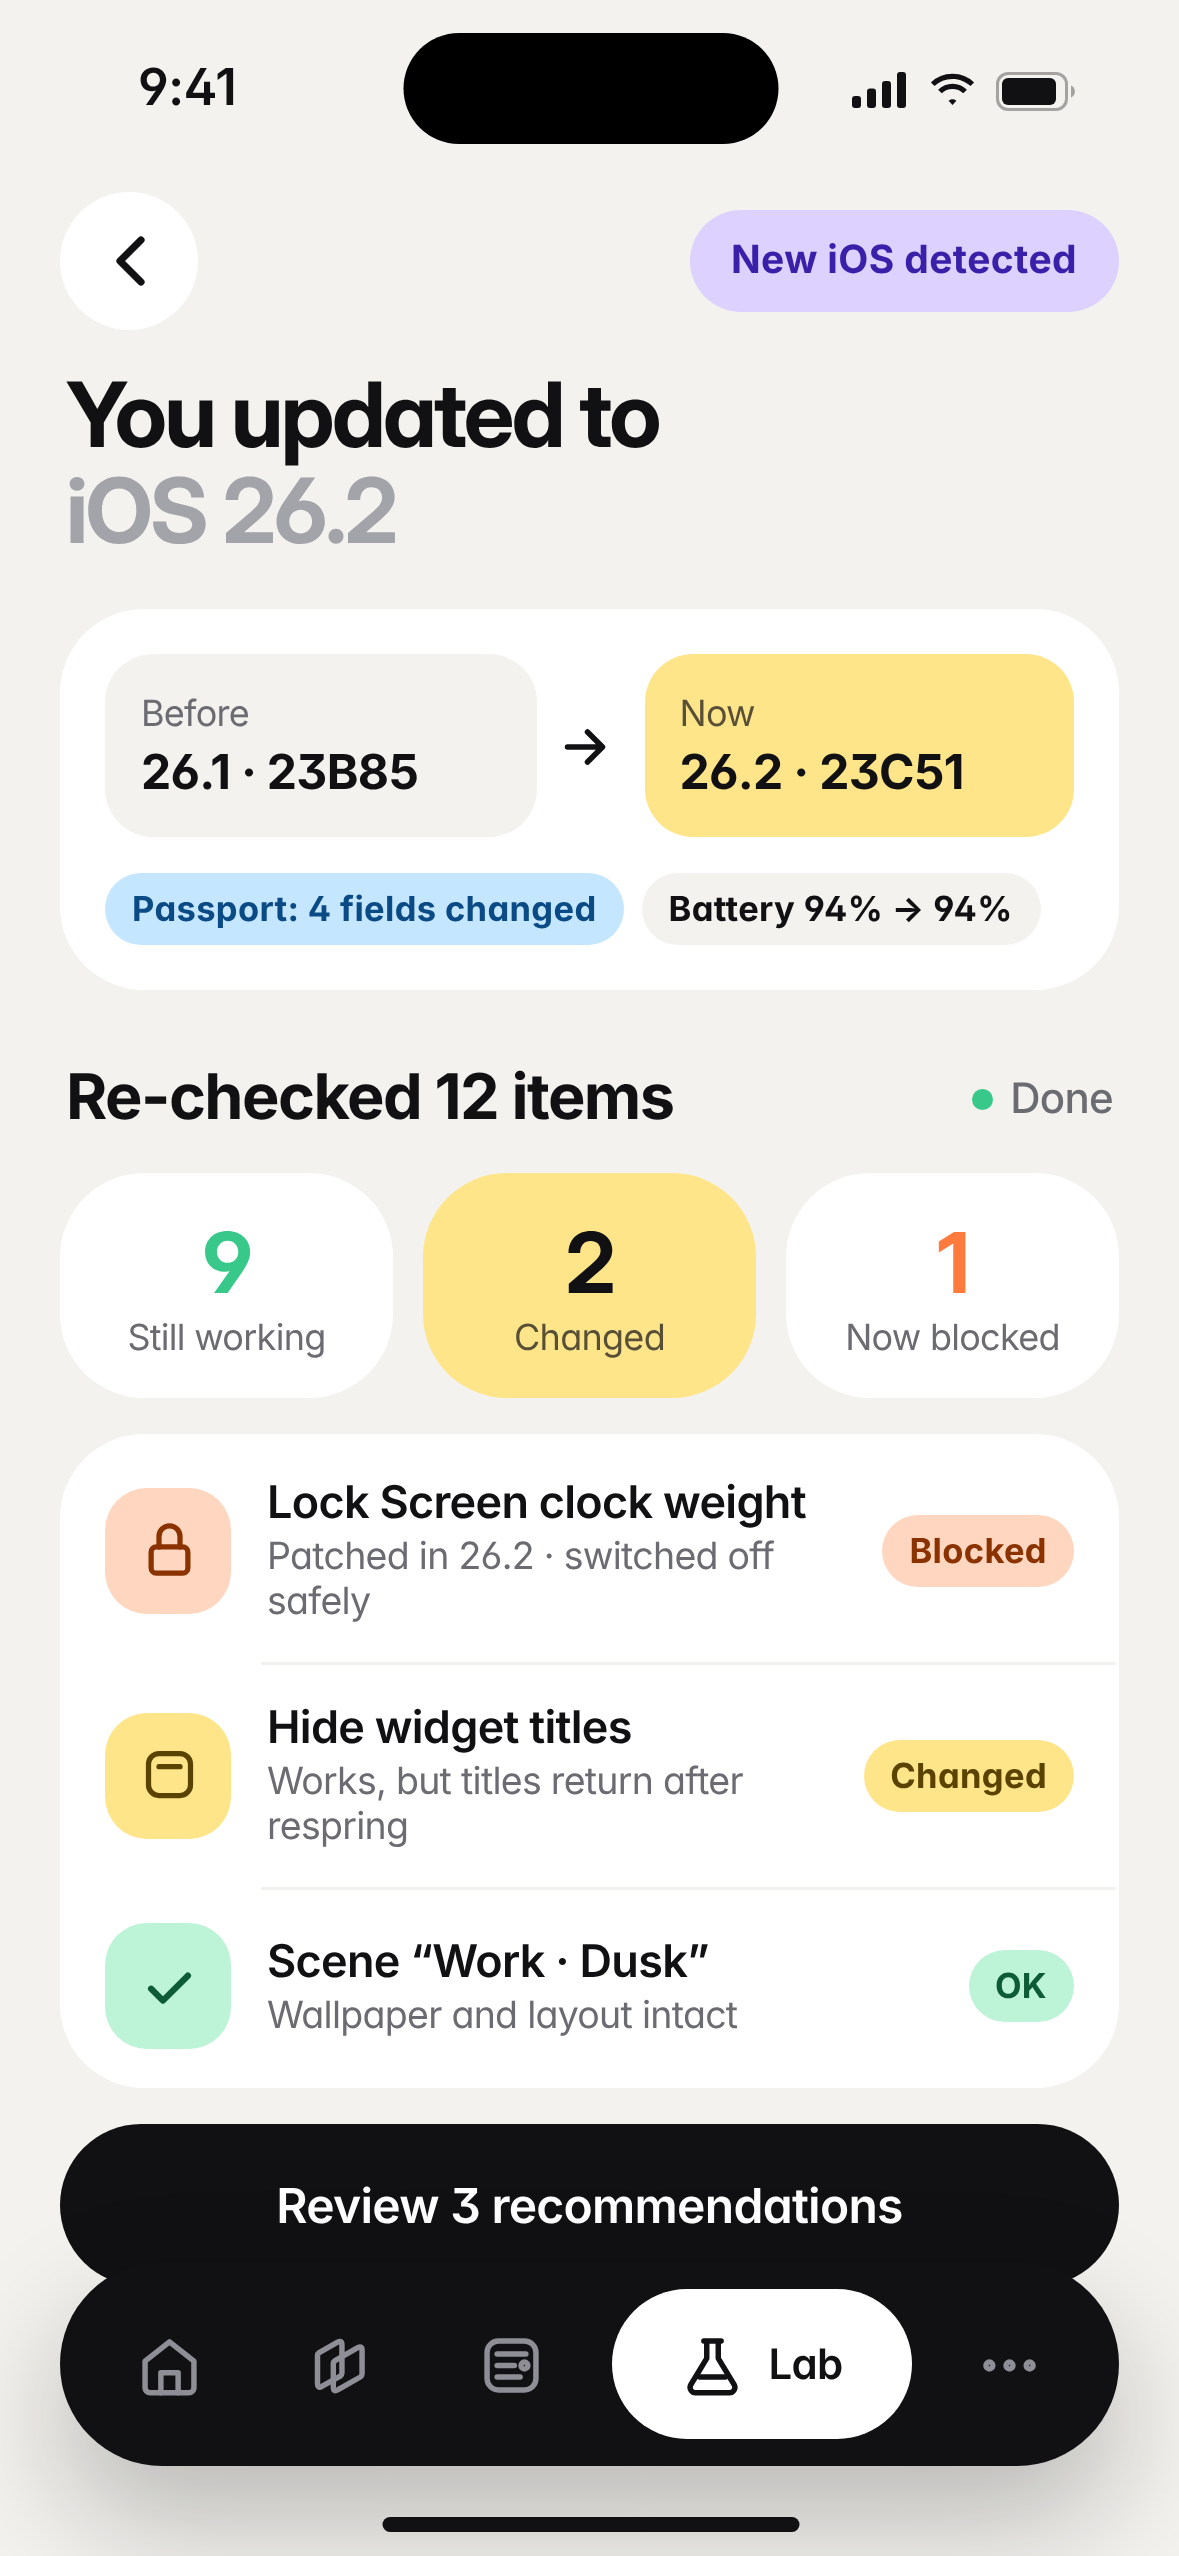 9:41
New iOS detected
You updated to
iOS 26.2
Before
26.1 · 23B85
Now
26.2 · 23C51
Passport: 4 fields changed
Battery 94% → 94%
Re-checked 12 items
Done
9
Still working
2
Changed
1
Now blocked
Lock Screen clock weight
Patched in 26.2 · switched off
safely
Blocked
Hide widget titles
Works, but titles return after
respring
Changed
Scene “Work · Dusk”
Wallpaper and layout intact
OK
Review 3 recommendations
Lab